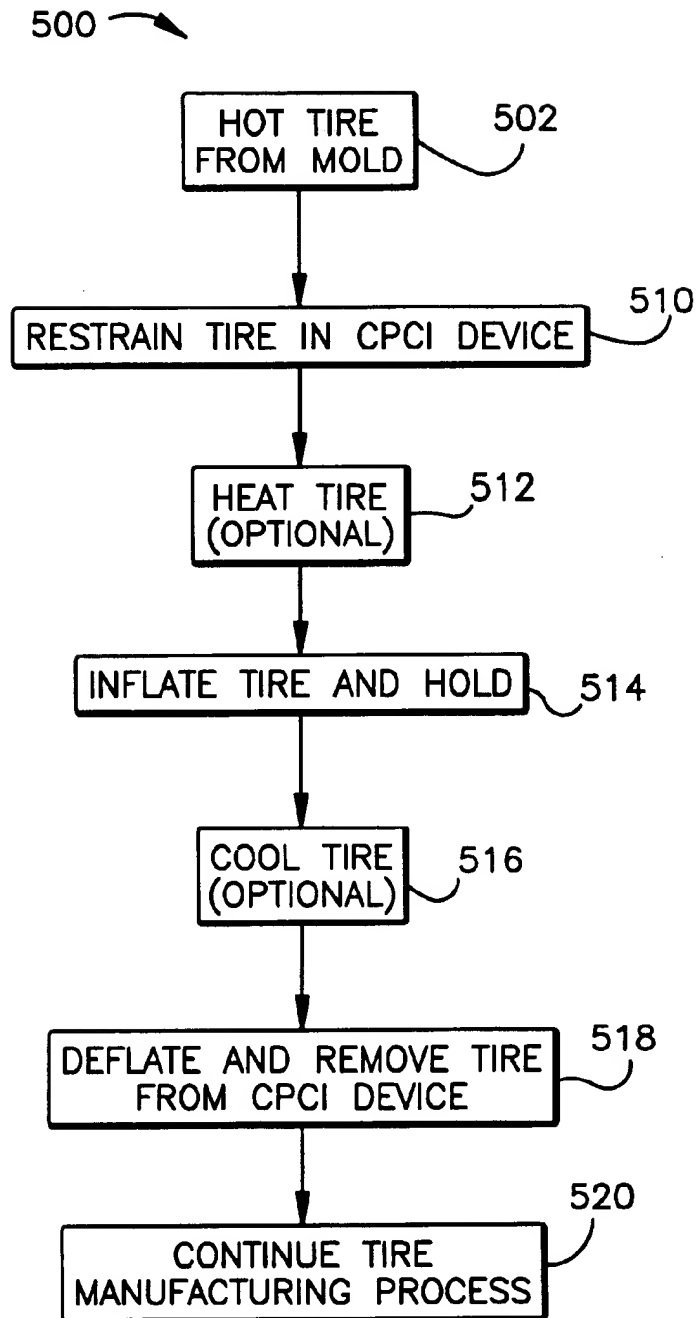 500
HOT TIRE
FROM MOLD
502
RESTRAIN TIRE IN CPCI DEVICE
510
HEAT TIRE
(OPTIONAL)
512
INFLATE TIRE AND HOLD
514
COOL TIRE
(OPTIONAL)
516
DEFLATE AND REMOVE TIRE
FROM CPCI DEVICE
518
CONTINUE TIRE
MANUFACTURING PROCESS
520